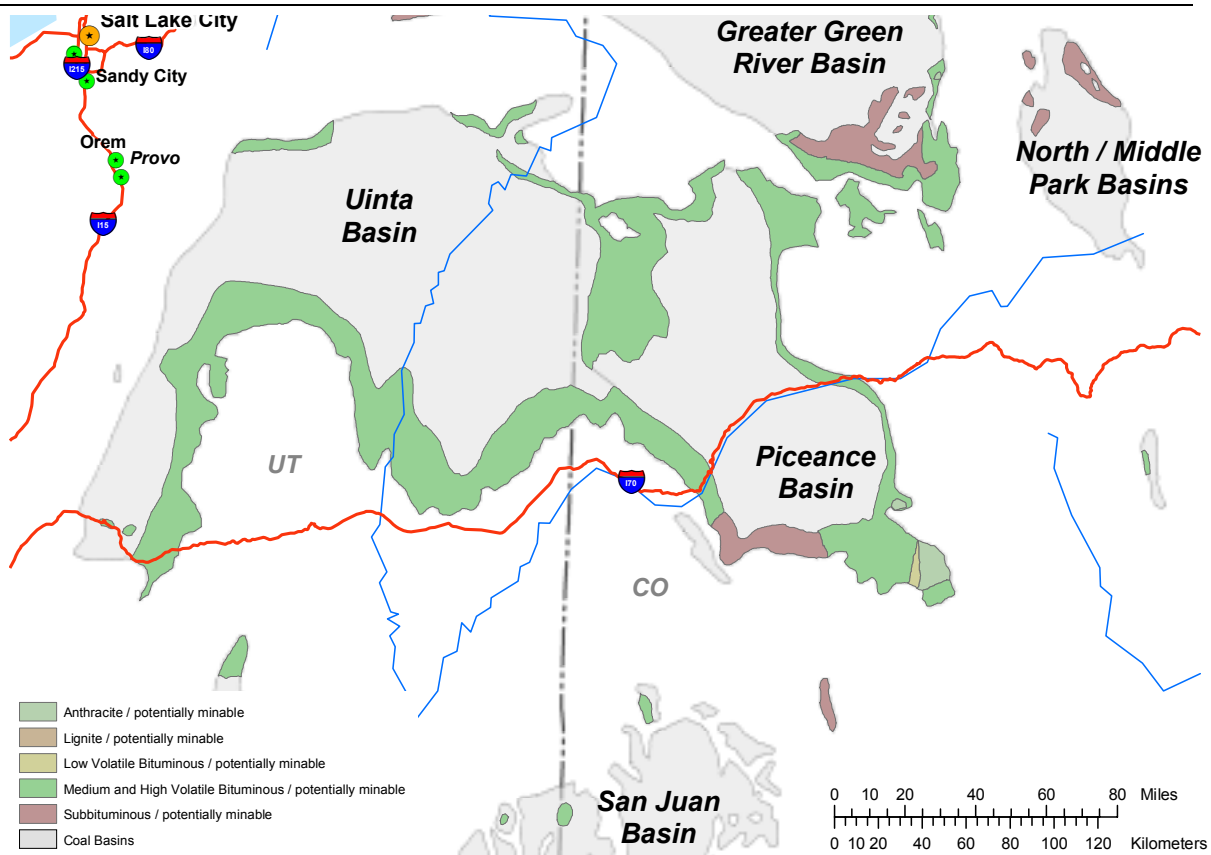 Salt Lake City
I80
I215
Sandy City
Orem
Provo
I15
Greater Green
River Basin
North / Middle
Park Basins
Uinta
Basin
UT
I70
Piceance
Basin
CO
San Juan
Basin
Anthracite / potentially minable
Lignite / potentially minable
Low Volatile Bituminous / potentially minable
Medium and High Volatile Bituminous / potentially minable
Subbituminous / potentially minable
Coal Basins
0 10 20 40 60 80 Miles
0 10 20 40 60 80 100 120 Kilometers